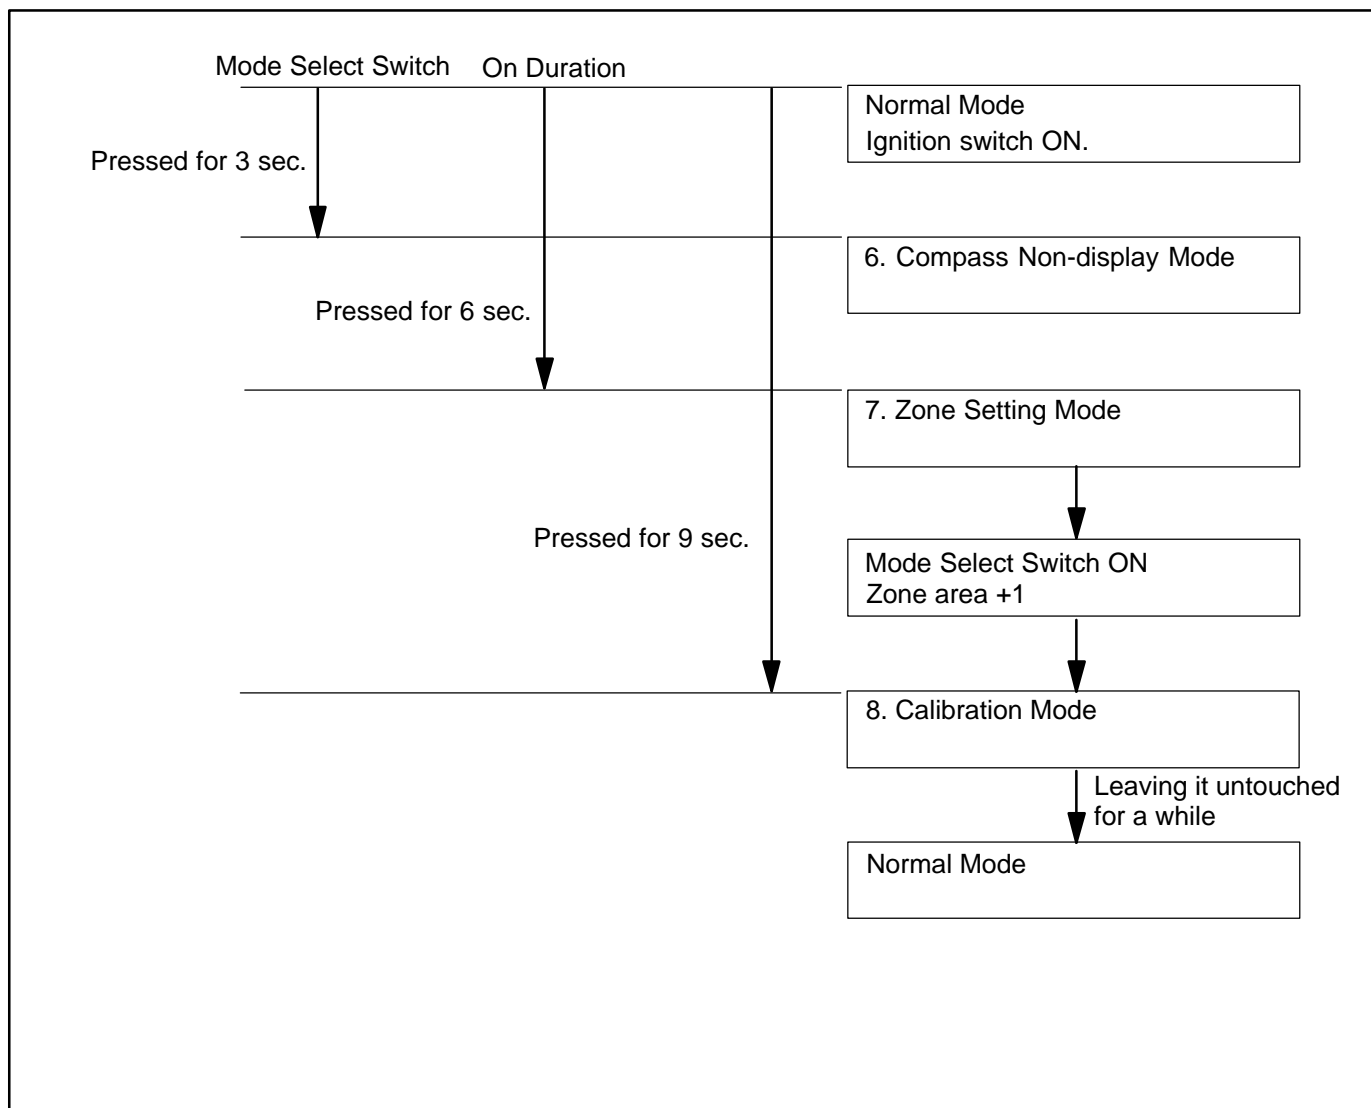 Mode Select Switch On Duration
Normal Mode
Ignition switch ON.
Pressed for 3 sec.
6. Compass Non-display Mode
Pressed for 6 sec.
7. Zone Setting Mode
Pressed for 9 sec.
Mode Select Switch ON
Zone area +1
8. Calibration Mode
Leaving it untouched
for a while
Normal Mode